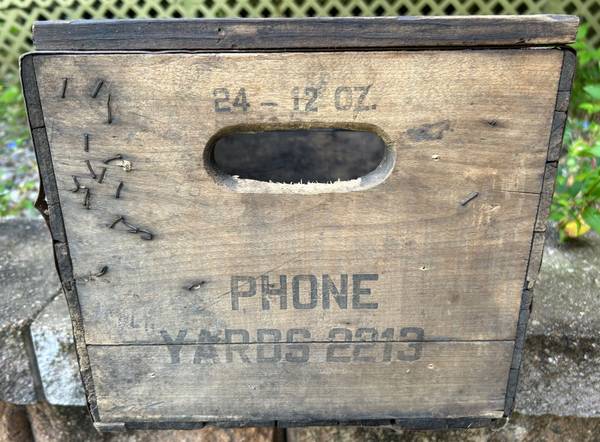 24 – 12 OZ.
PHONE
YARDS 2213